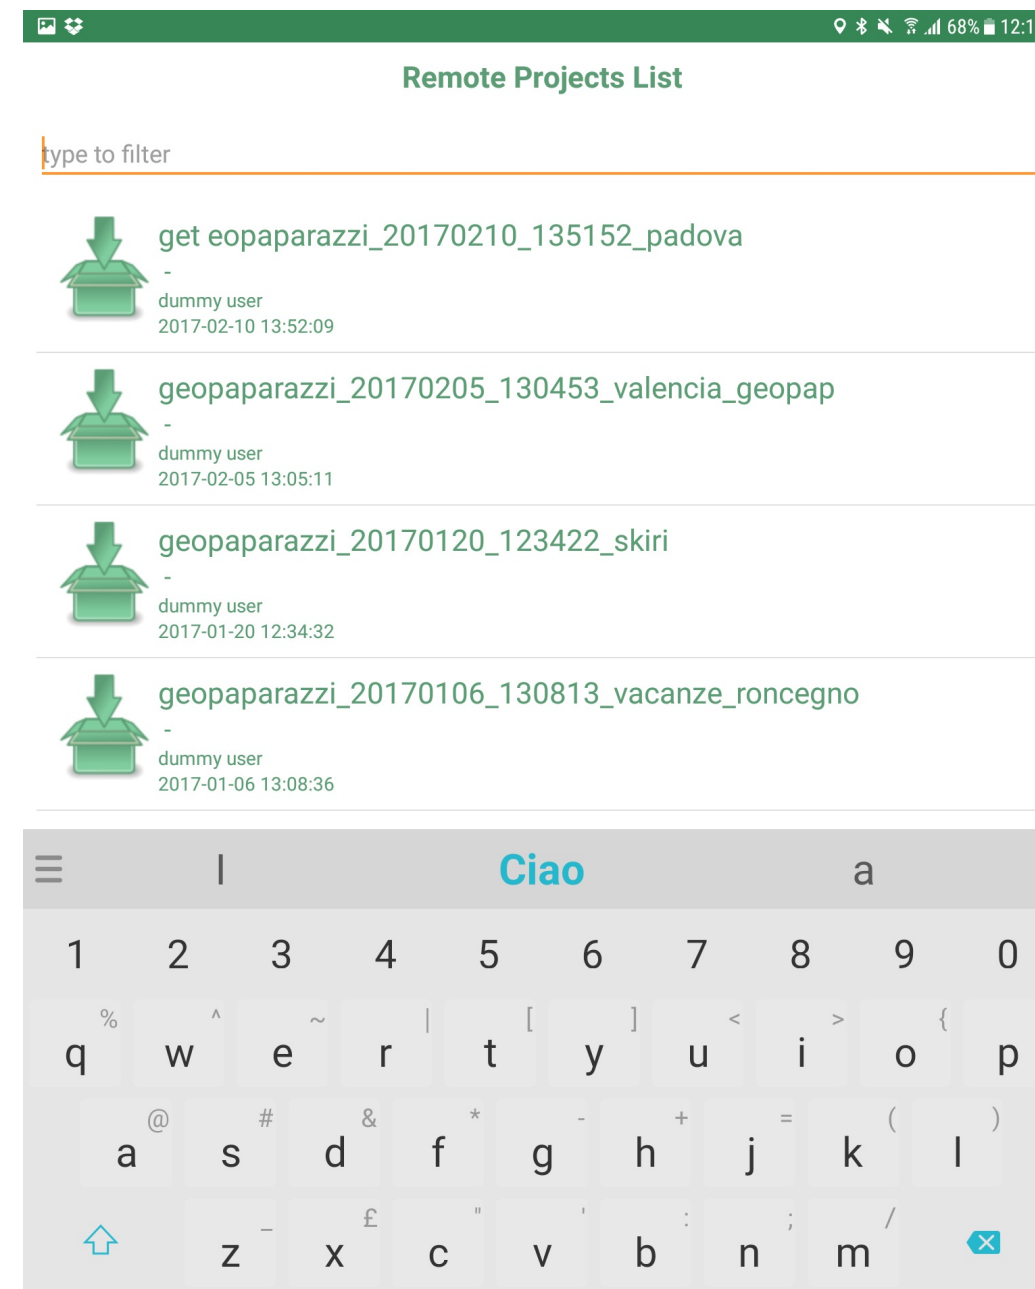 68% 12:1
Remote Projects List
type to filter
get eopaparazzi_20170210_135152_padova
-
dummy user
2017-02-10 13:52:09
geopaparazzi_20170205_130453_valencia_geopap
-
dummy user
2017-02-05 13:05:11
geopaparazzi_20170120_123422_skiri
-
dummy user
2017-01-20 12:34:32
geopaparazzi_20170106_130813_vacanze_roncegno
-
dummy user
2017-01-06 13:08:36
I Ciao a
1 2 3 4 5 6 7 8 9 0
% ^ ~ | [ ] < > {
q w e r t y u i o p
@ # & * - + = ( )
a s d f g h j k l
_ £ " ' : ; /
z x c v b n m